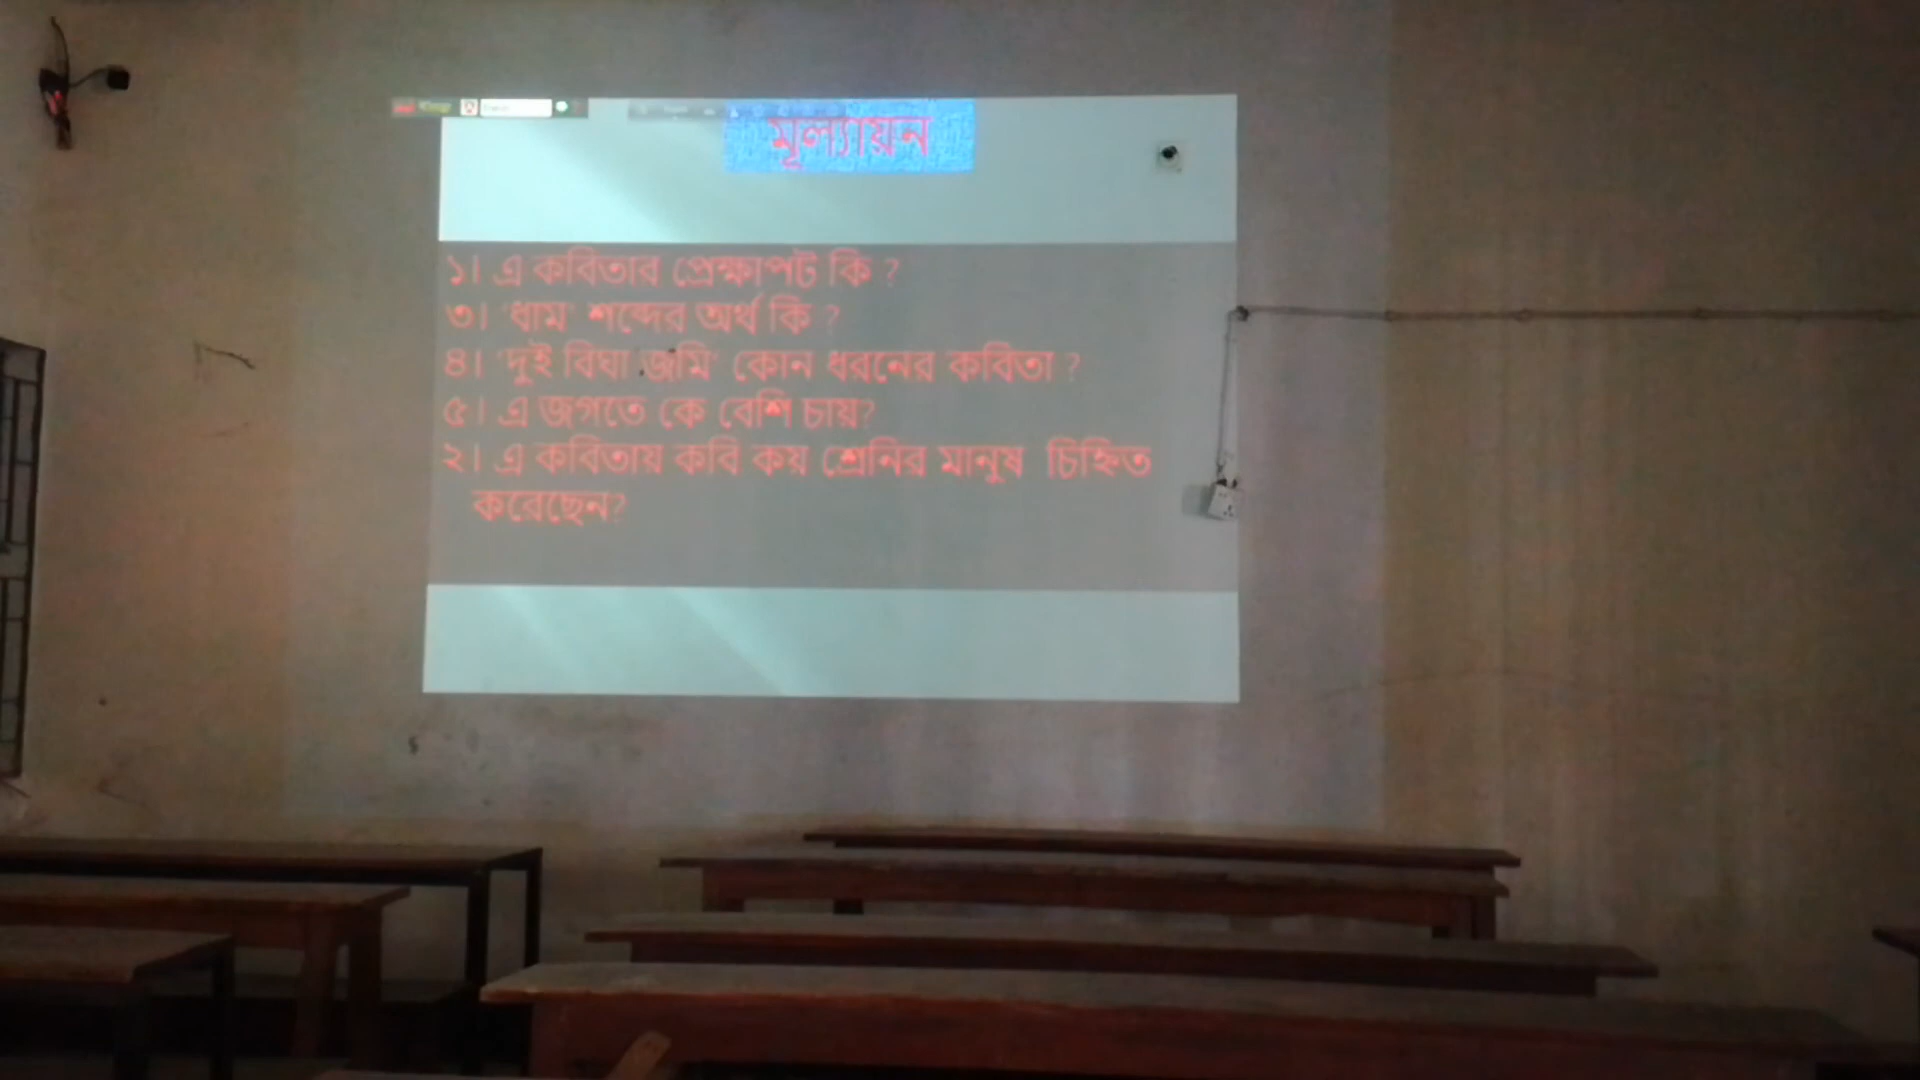 মূল্যায়ন
১। এ কবিতার প্রেক্ষাপট কি ?
৩। 'ধাম' শব্দের অর্থ কি ?
৪। 'দুই বিঘা জমি' কোন ধরনের কবিতা ?
৫। এ জগতে কে বেশি চায়?
২। এ কবিতায় কবি কয় শ্রেনির মানুষ চিহ্নিত
করেছেন?